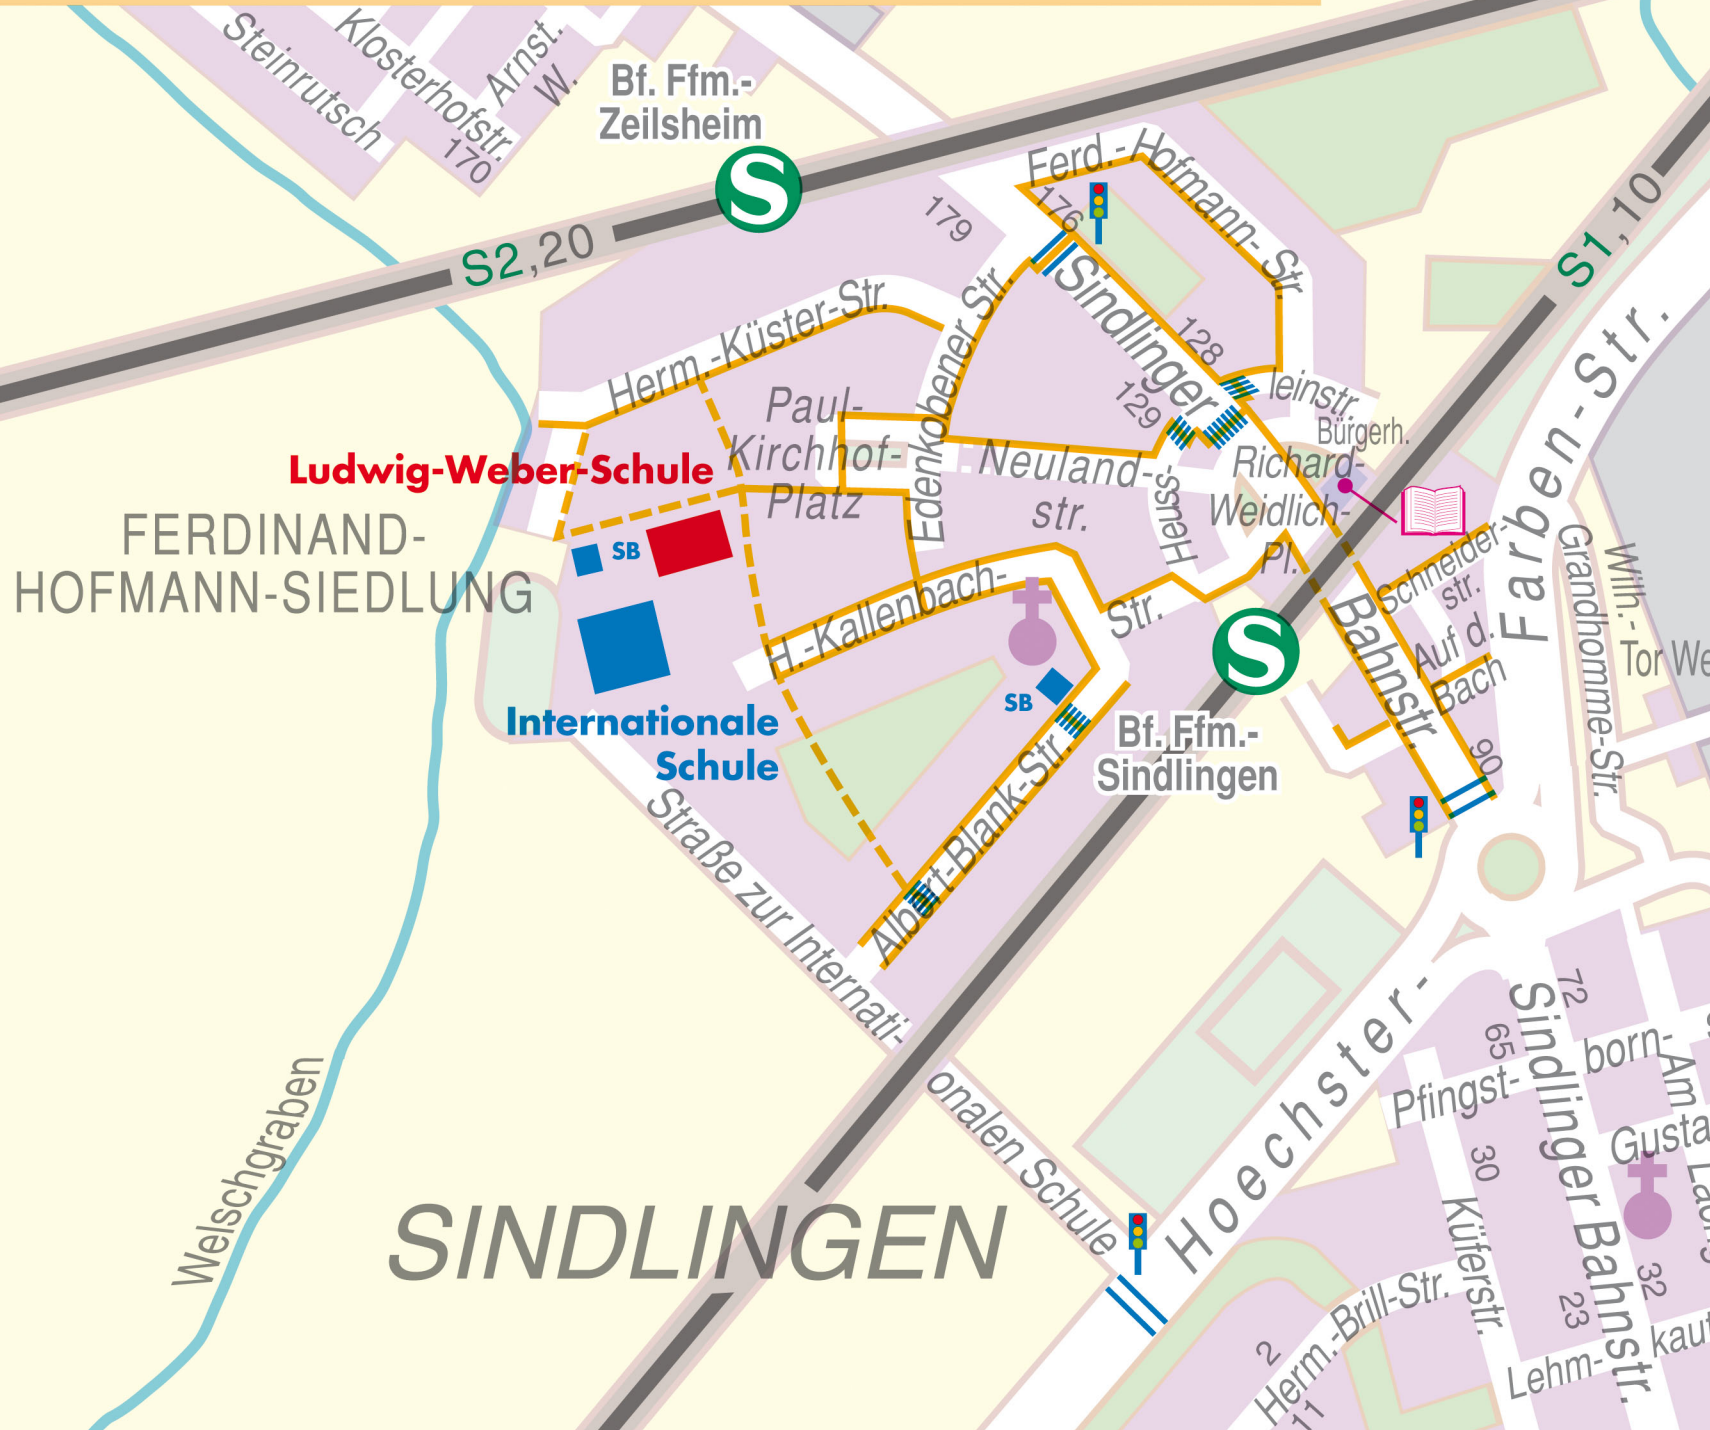 Steinrutsch
Klosterhofstr.
Arnst.
W.
170
Bf. Ffm.-
Zeilsheim
S
S2,20
179
Ferd.-Hofmann-Str.
176
Sindlinger
128
129
S1,10
Herm.-Küster-Str.
Edenkobener Str.
Paul-
Kirchhof-
Platz
Neuland-
str.
Heuss-
leinstr.
Bürgerh.
Richard-
Weidlich-
Pl.
Ludwig-Weber-Schule
SB
FERDINAND-
HOFMANN-SIEDLUNG
Internationale
Schule
H.-Kallenbach-
Str.
SB
S
Bf. Ffm.-
Sindlingen
Bahnstr.
90
Schneider-
str.
Auf d.
Bach
Farben-Str.
Grandhomme-Str.
Wilh.-
Tor We
Albert-Blank-Str.
Straße zur Internati-
onalen Schule
Welschgraben
SINDLINGEN
Hoechster-
Sindlinger Bahnstr.
72
65
Pfingst-
born-
Am
Gusta
30
Küferstr.
32
23
Herm.-Brill-Str.
2
11
Lehm-
kaut